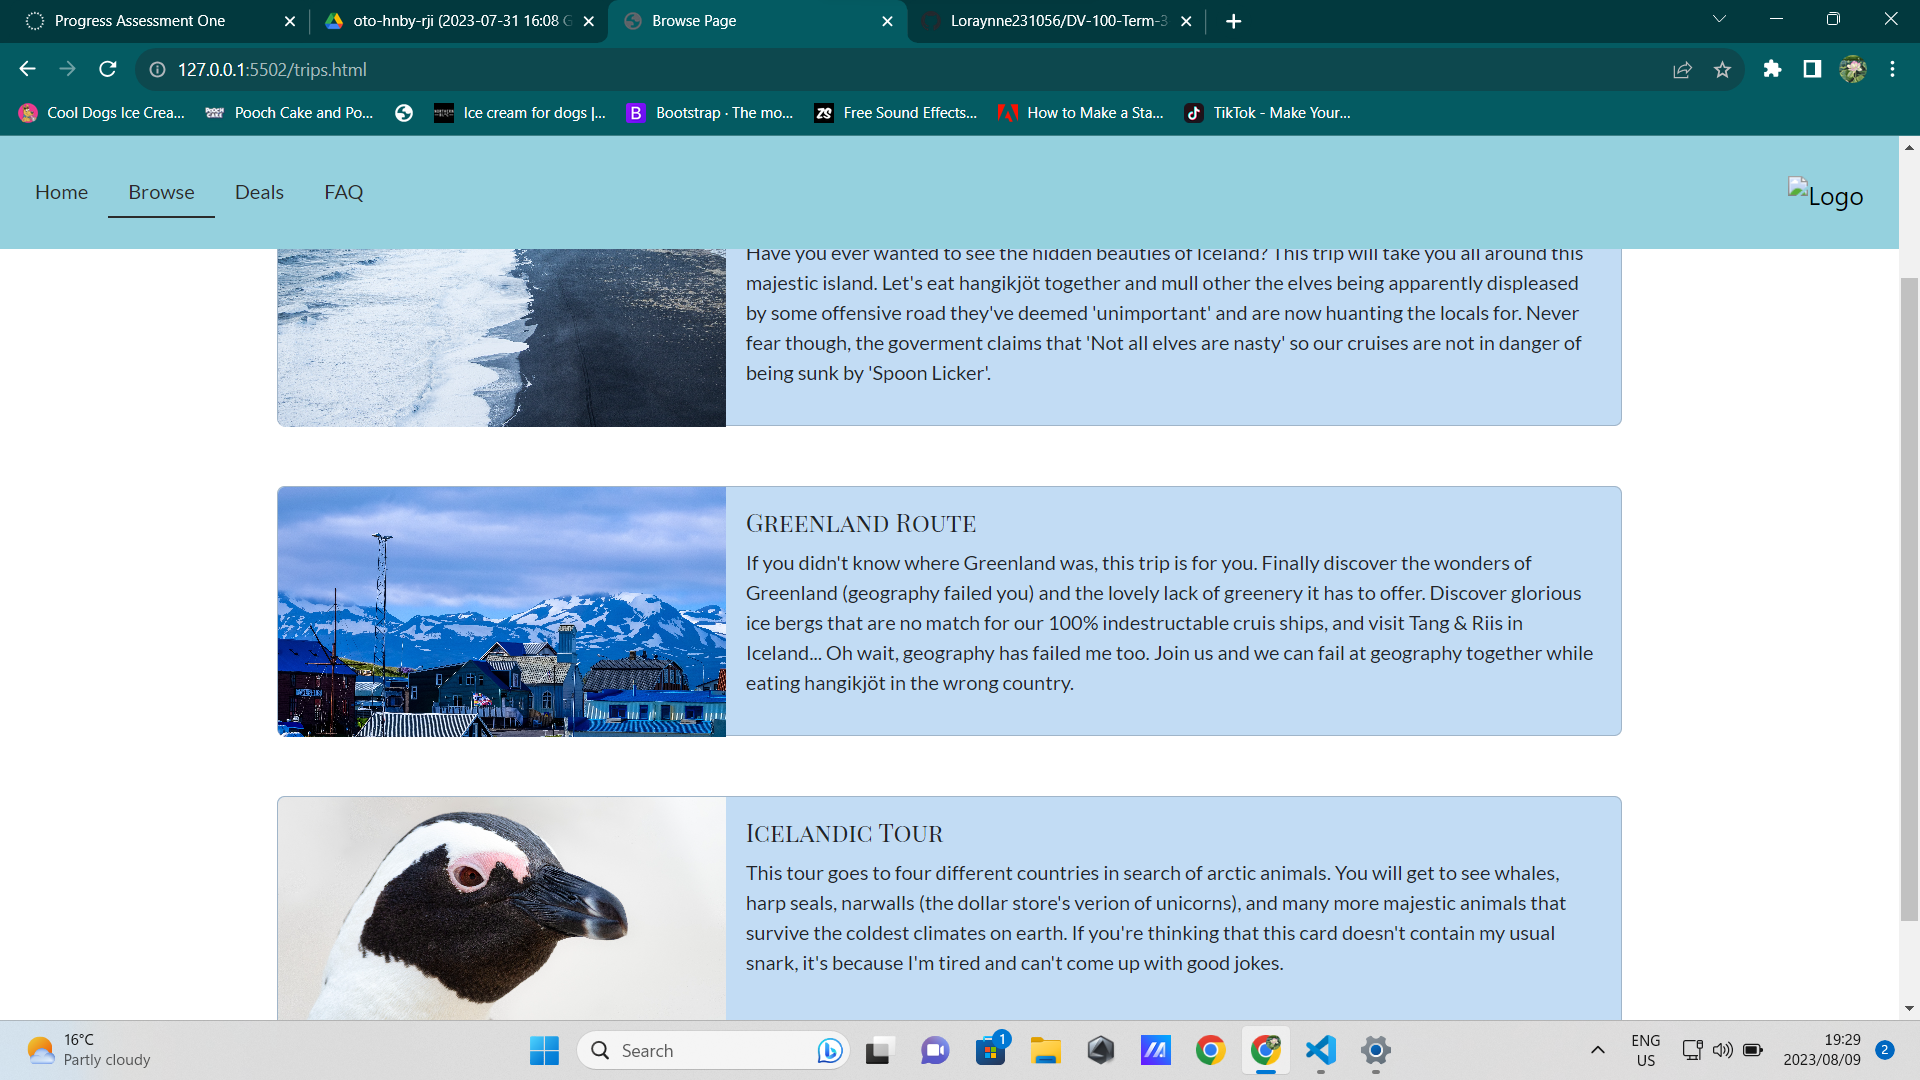 Progress Assessment One
oto-hnby-rji (2023-07-31 16:08 G
Browse Page
Loraynne231056/DV-100-Term-3
127.0.0.1:5502/trips.html
Cool Dogs Ice Crea...
Pooch Cake and Po...
Ice cream for dogs |...
Bootstrap · The mo...
Free Sound Effects...
How to Make a Sta...
TikTok - Make Your...
Home
Browse
Deals
FAQ
Logo
Have you ever wanted to see the hidden beauties of Iceland? This trip will take you all around this
majestic island. Let's eat hangikjöt together and mull other the elves being apparently displeased
by some offensive road they've deemed 'unimportant' and are now huanting the locals for. Never
fear though, the goverment claims that 'Not all elves are nasty' so our cruises are not in danger of
being sunk by 'Spoon Licker'.
Greenland Route
If you didn't know where Greenland was, this trip is for you. Finally discover the wonders of
Greenland (geography failed you) and the lovely lack of greenery it has to offer. Discover glorious
ice bergs that are no match for our 100% indestructable cruis ships, and visit Tang & Riis in
Iceland... Oh wait, geography has failed me too. Join us and we can fail at geography together while
eating hangikjöt in the wrong country.
Icelandic Tour
This tour goes to four different countries in search of arctic animals. You will get to see whales,
harp seals, narwalls (the dollar store's verion of unicorns), and many more majestic animals that
survive the coldest climates on earth. If you're thinking that this card doesn't contain my usual
snark, it's because I'm tired and can't come up with good jokes.
16°C
Partly cloudy
Search
1
ENG
US
19:29
2023/08/09
2